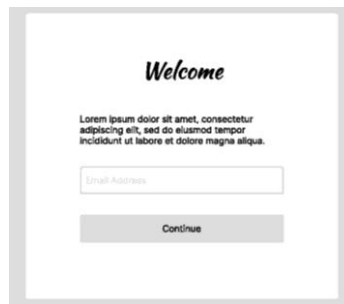 Welcome
Lorem ipsum dolor sit amet, consectetur
adipiscing elit, sed do eiusmod tempor
incididunt ut labore et dolore magna aliqua.
Email Address
Continue